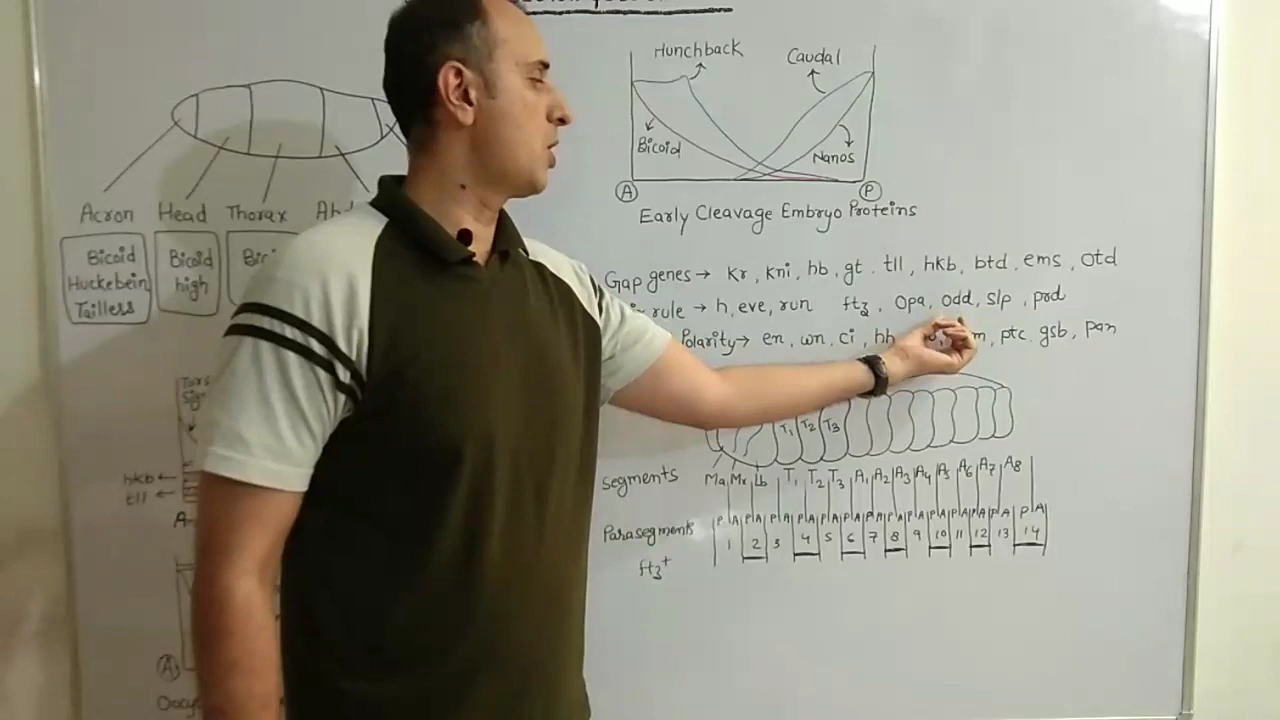 Hunchback
Caudal
Bicoid
Nanos
A
P
Early Cleavage Embryo Proteins
Acron Head Thorax
Bicoid
Huckebein
Tailless
Bicoid
high
Gap genes → Kr, Kni, hb, gt. tll, hkb, btd, ems, otd
rule → h, eve, run ftz, opa, odd, slp, prd
Polarity → en, wn, ci, hh ptc. gsb, pan
T1 T2 T3
hkb ←
tll ←
Segments Ma Mx Lb T1 T2 T3 A1 A2 A3 A4 A5 A6 A7 A8
P A P A P A P A P A P A P A P A P A P A P A P A P A P A
Parasegments 1 2 3 4 5 6 7 8 9 10 11 12 13 14
ftz+
A